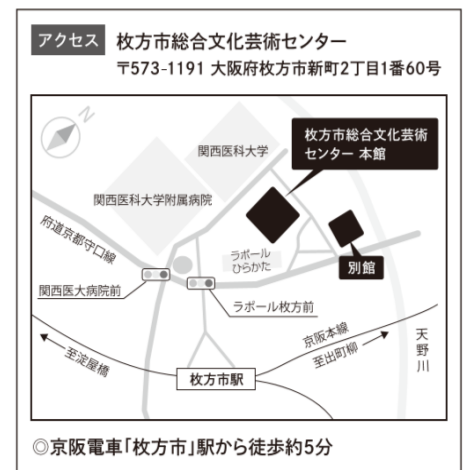 アクセス 枚方市総合文化芸術センター
〒573-1191 大阪府枚方市新町2丁目1番60号
N
枚方市総合文化芸術
センター 本館
関西医科大学
関西医科大学附属病院
府道京都守口線
ラポール
ひらかた
別館
関西医大病院前
ラポール枚方前
京阪本線
至出町柳
天野川
至淀屋橋
枚方市駅
◎京阪電車「枚方市」駅から徒歩約5分